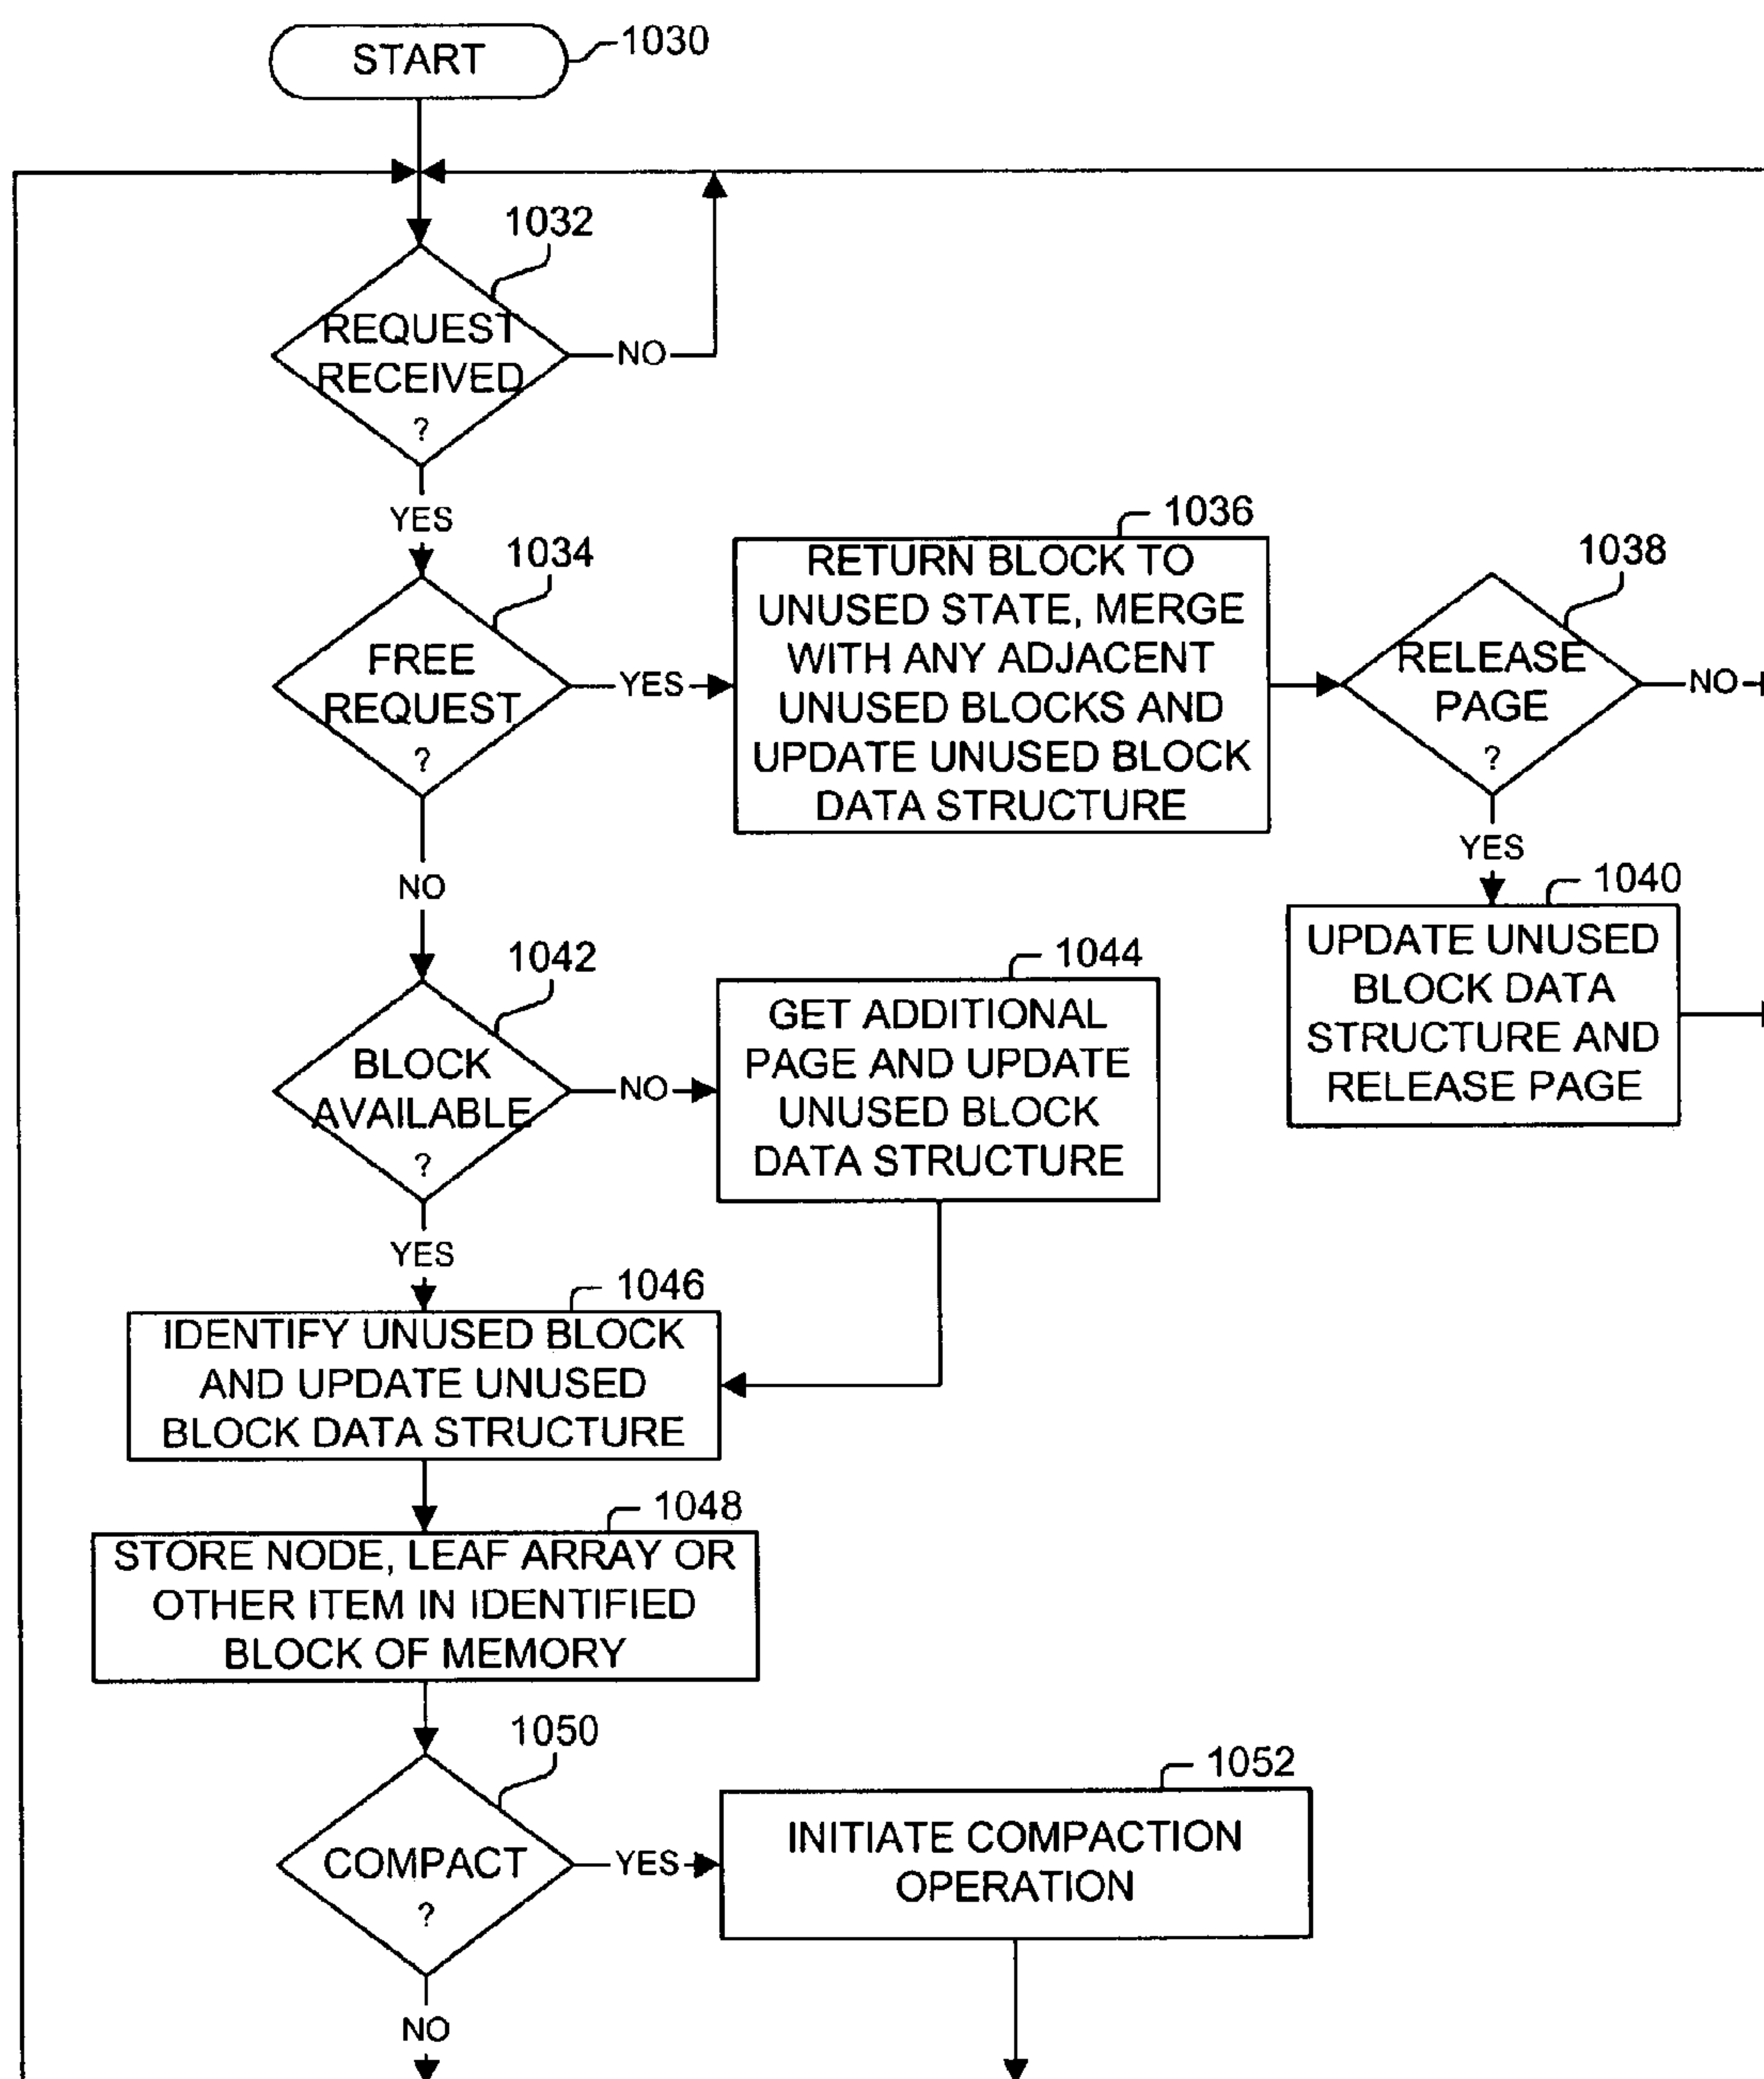 START
1030
1032
REQUEST
RECEIVED
?
NO
YES
1034
FREE
REQUEST
?
YES
1036
RETURN BLOCK TO
UNUSED STATE, MERGE
WITH ANY ADJACENT
UNUSED BLOCKS AND
UPDATE UNUSED BLOCK
DATA STRUCTURE
1038
RELEASE
PAGE
?
NO
YES
1040
UPDATE UNUSED
BLOCK DATA
STRUCTURE AND
RELEASE PAGE
NO
1042
BLOCK
AVAILABLE
?
NO
1044
GET ADDITIONAL
PAGE AND UPDATE
UNUSED BLOCK
DATA STRUCTURE
YES
1046
IDENTIFY UNUSED BLOCK
AND UPDATE UNUSED
BLOCK DATA STRUCTURE
1048
STORE NODE, LEAF ARRAY OR
OTHER ITEM IN IDENTIFIED
BLOCK OF MEMORY
1050
COMPACT
?
YES
1052
INITIATE COMPACTION
OPERATION
NO